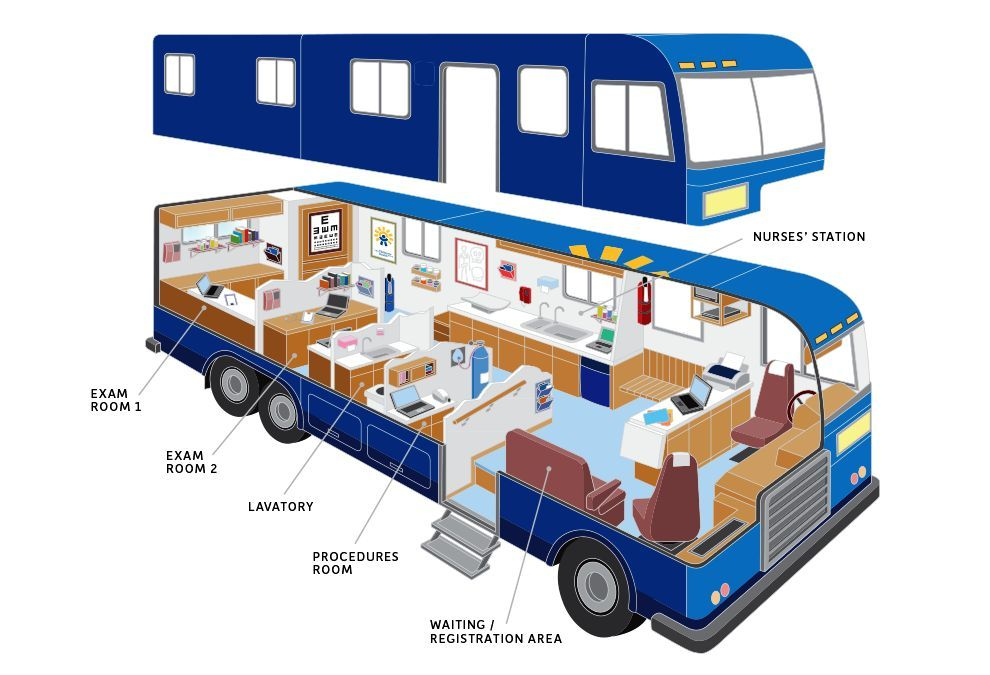 NURSES' STATION
EXAM
ROOM 1
EXAM
ROOM 2
LAVATORY
PROCEDURES
ROOM
WAITING /
REGISTRATION AREA